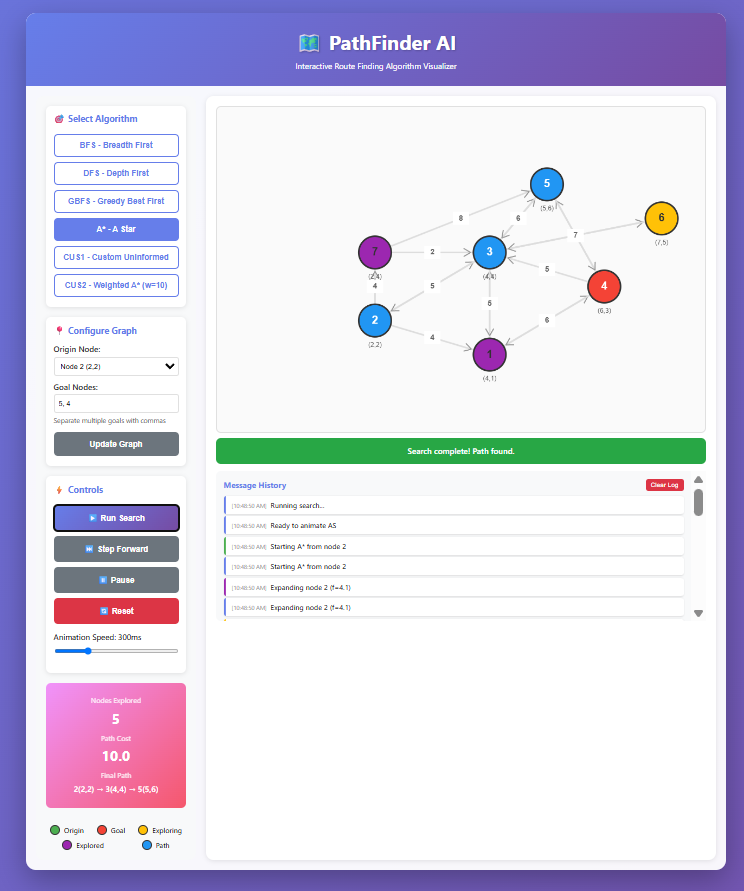 PathFinder AI
Interactive Route Finding Algorithm Visualizer
Select Algorithm
BFS - Breadth First
DFS - Depth First
GBFS - Greedy Best First
A* - A Star
CUS1 - Custom Uninformed
CUS2 - Weighted A* (w=10)
Configure Graph
Origin Node:
Node 2 (2,2)
Goal Nodes:
5, 4
Separate multiple goals with commas
Update Graph
Controls
Run Search
Step Forward
Pause
Reset
Animation Speed: 300ms
Nodes Explored
5
Path Cost
10.0
Final Path
2(2,2) → 3(4,4) → 5(5,6)
Origin
Goal
Exploring
Explored
Path
5
(5,6)
6
(7,5)
8
6
7
7
2
3
(4,4)
4
5
5
4
(6,3)
5
2
(2,2)
4
6
1
(4,1)
Search complete! Path found.
Message History
Clear Log
[10:48:50 AM] Running search...
[10:48:50 AM] Ready to animate AS
[10:48:50 AM] Starting A* from node 2
[10:48:50 AM] Starting A* from node 2
[10:48:50 AM] Expanding node 2 (f=4.1)
[10:48:50 AM] Expanding node 2 (f=4.1)